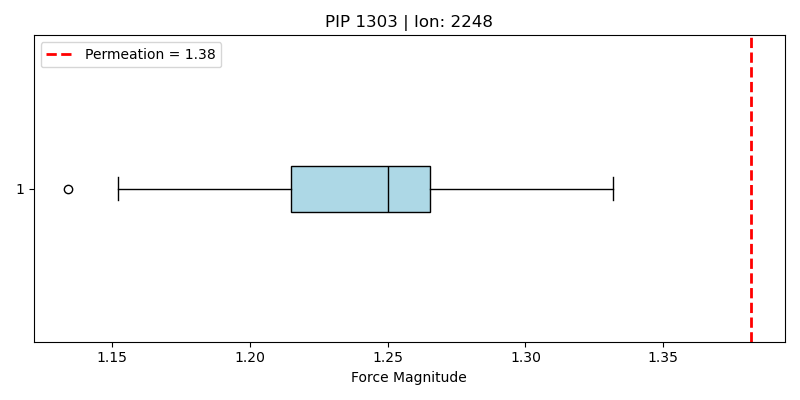 PIP 1303 | Ion: 2248
Permeation = 1.38
1
1.15 1.20 1.25 1.30 1.35
Force Magnitude